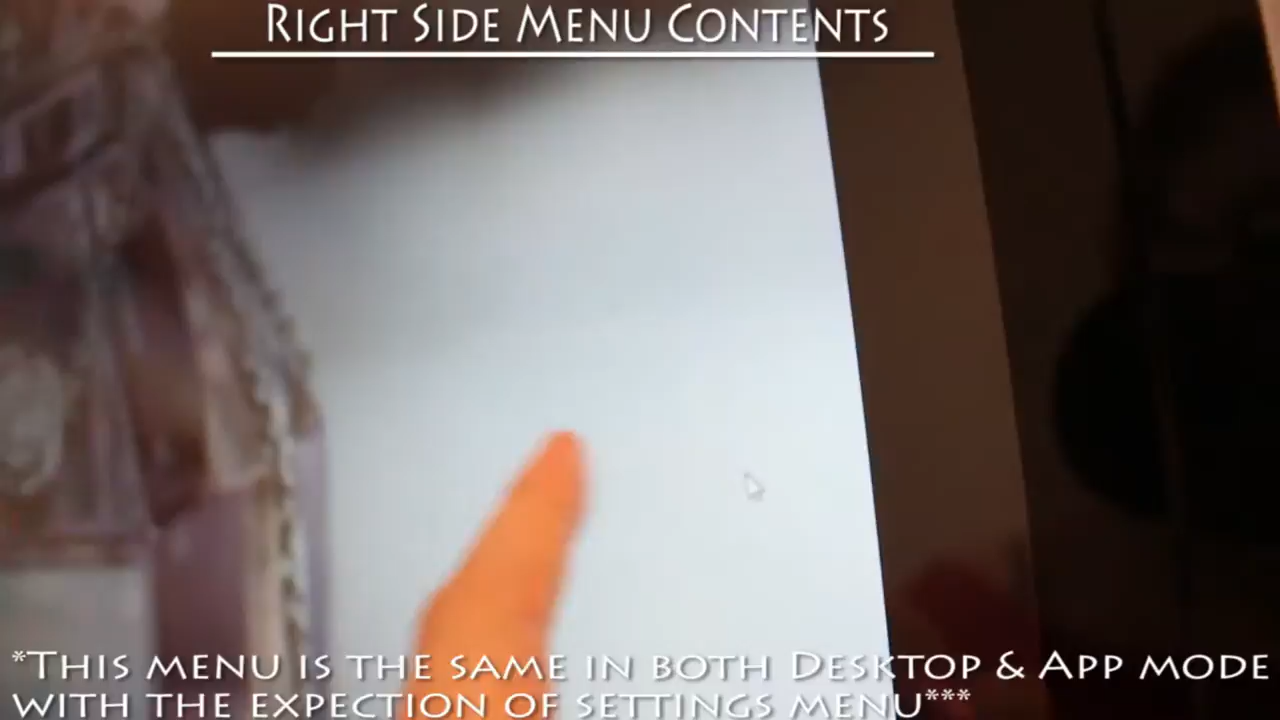 Right Side Menu Contents
*This menu is the same in both Desktop & App mode
with the expection of settings menu***